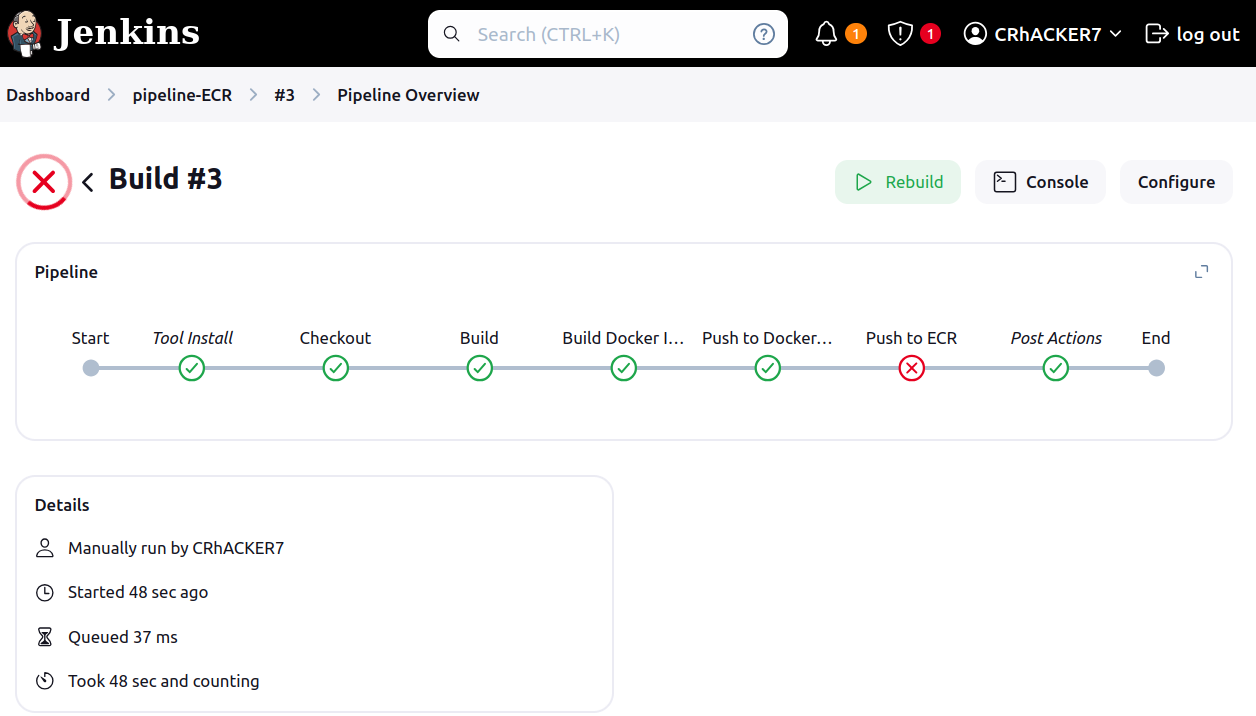 Jenkins
Search (CTRL+K)
?
1
1
CRhACKER7
log out
Dashboard
pipeline-ECR
#3
Pipeline Overview
Build #3
Rebuild
Console
Configure
Pipeline
Start
Tool Install
Checkout
Build
Build Docker I...
Push to Docker...
Push to ECR
Post Actions
End
Details
Manually run by CRhACKER7
Started 48 sec ago
Queued 37 ms
Took 48 sec and counting